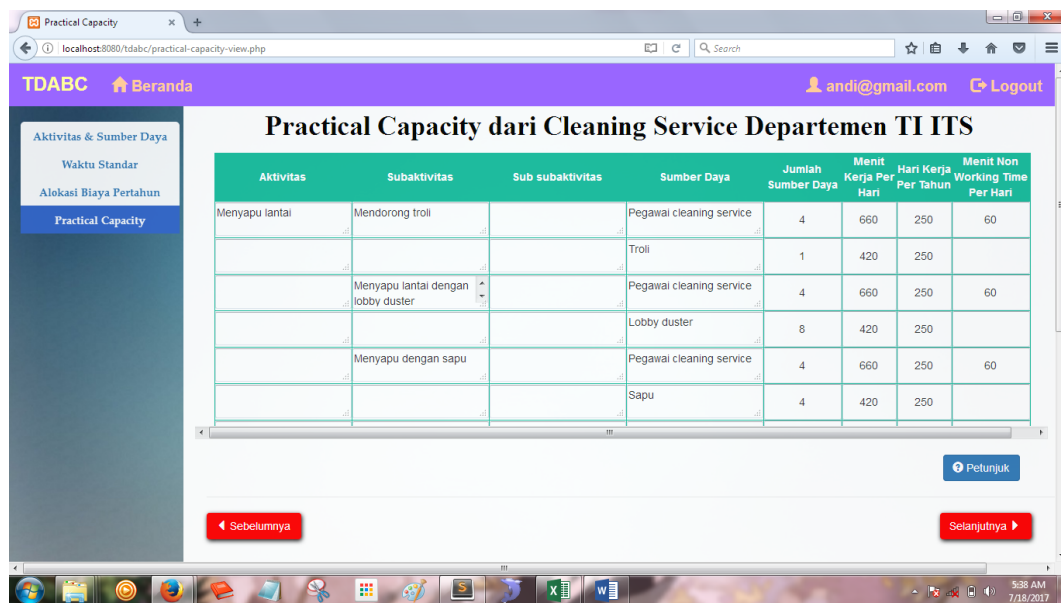 Practical Capacity
localhost:8080/tdabc/practical-capacity-view.php
Search
TDABC Beranda andi@gmail.com Logout
Aktivitas & Sumber Daya
Waktu Standar
Alokasi Biaya Pertahun
Practical Capacity
Practical Capacity dari Cleaning Service Departemen TI ITS
Aktivitas Subaktivitas Sub subaktivitas Sumber Daya Jumlah Sumber Daya Menit Kerja Per Hari Hari Kerja Per Tahun Menit Non Working Time Per Hari
Menyapu lantai Mendorong troli Pegawai cleaning service 4 660 250 60
Troli 1 420 250
Menyapu lantai dengan lobby duster Pegawai cleaning service 4 660 250 60
Lobby duster 8 420 250
Menyapu dengan sapu Pegawai cleaning service 4 660 250 60
Sapu 4 420 250
Petunjuk
Sebelumnya Selanjutnya
5:38 AM
7/18/2017